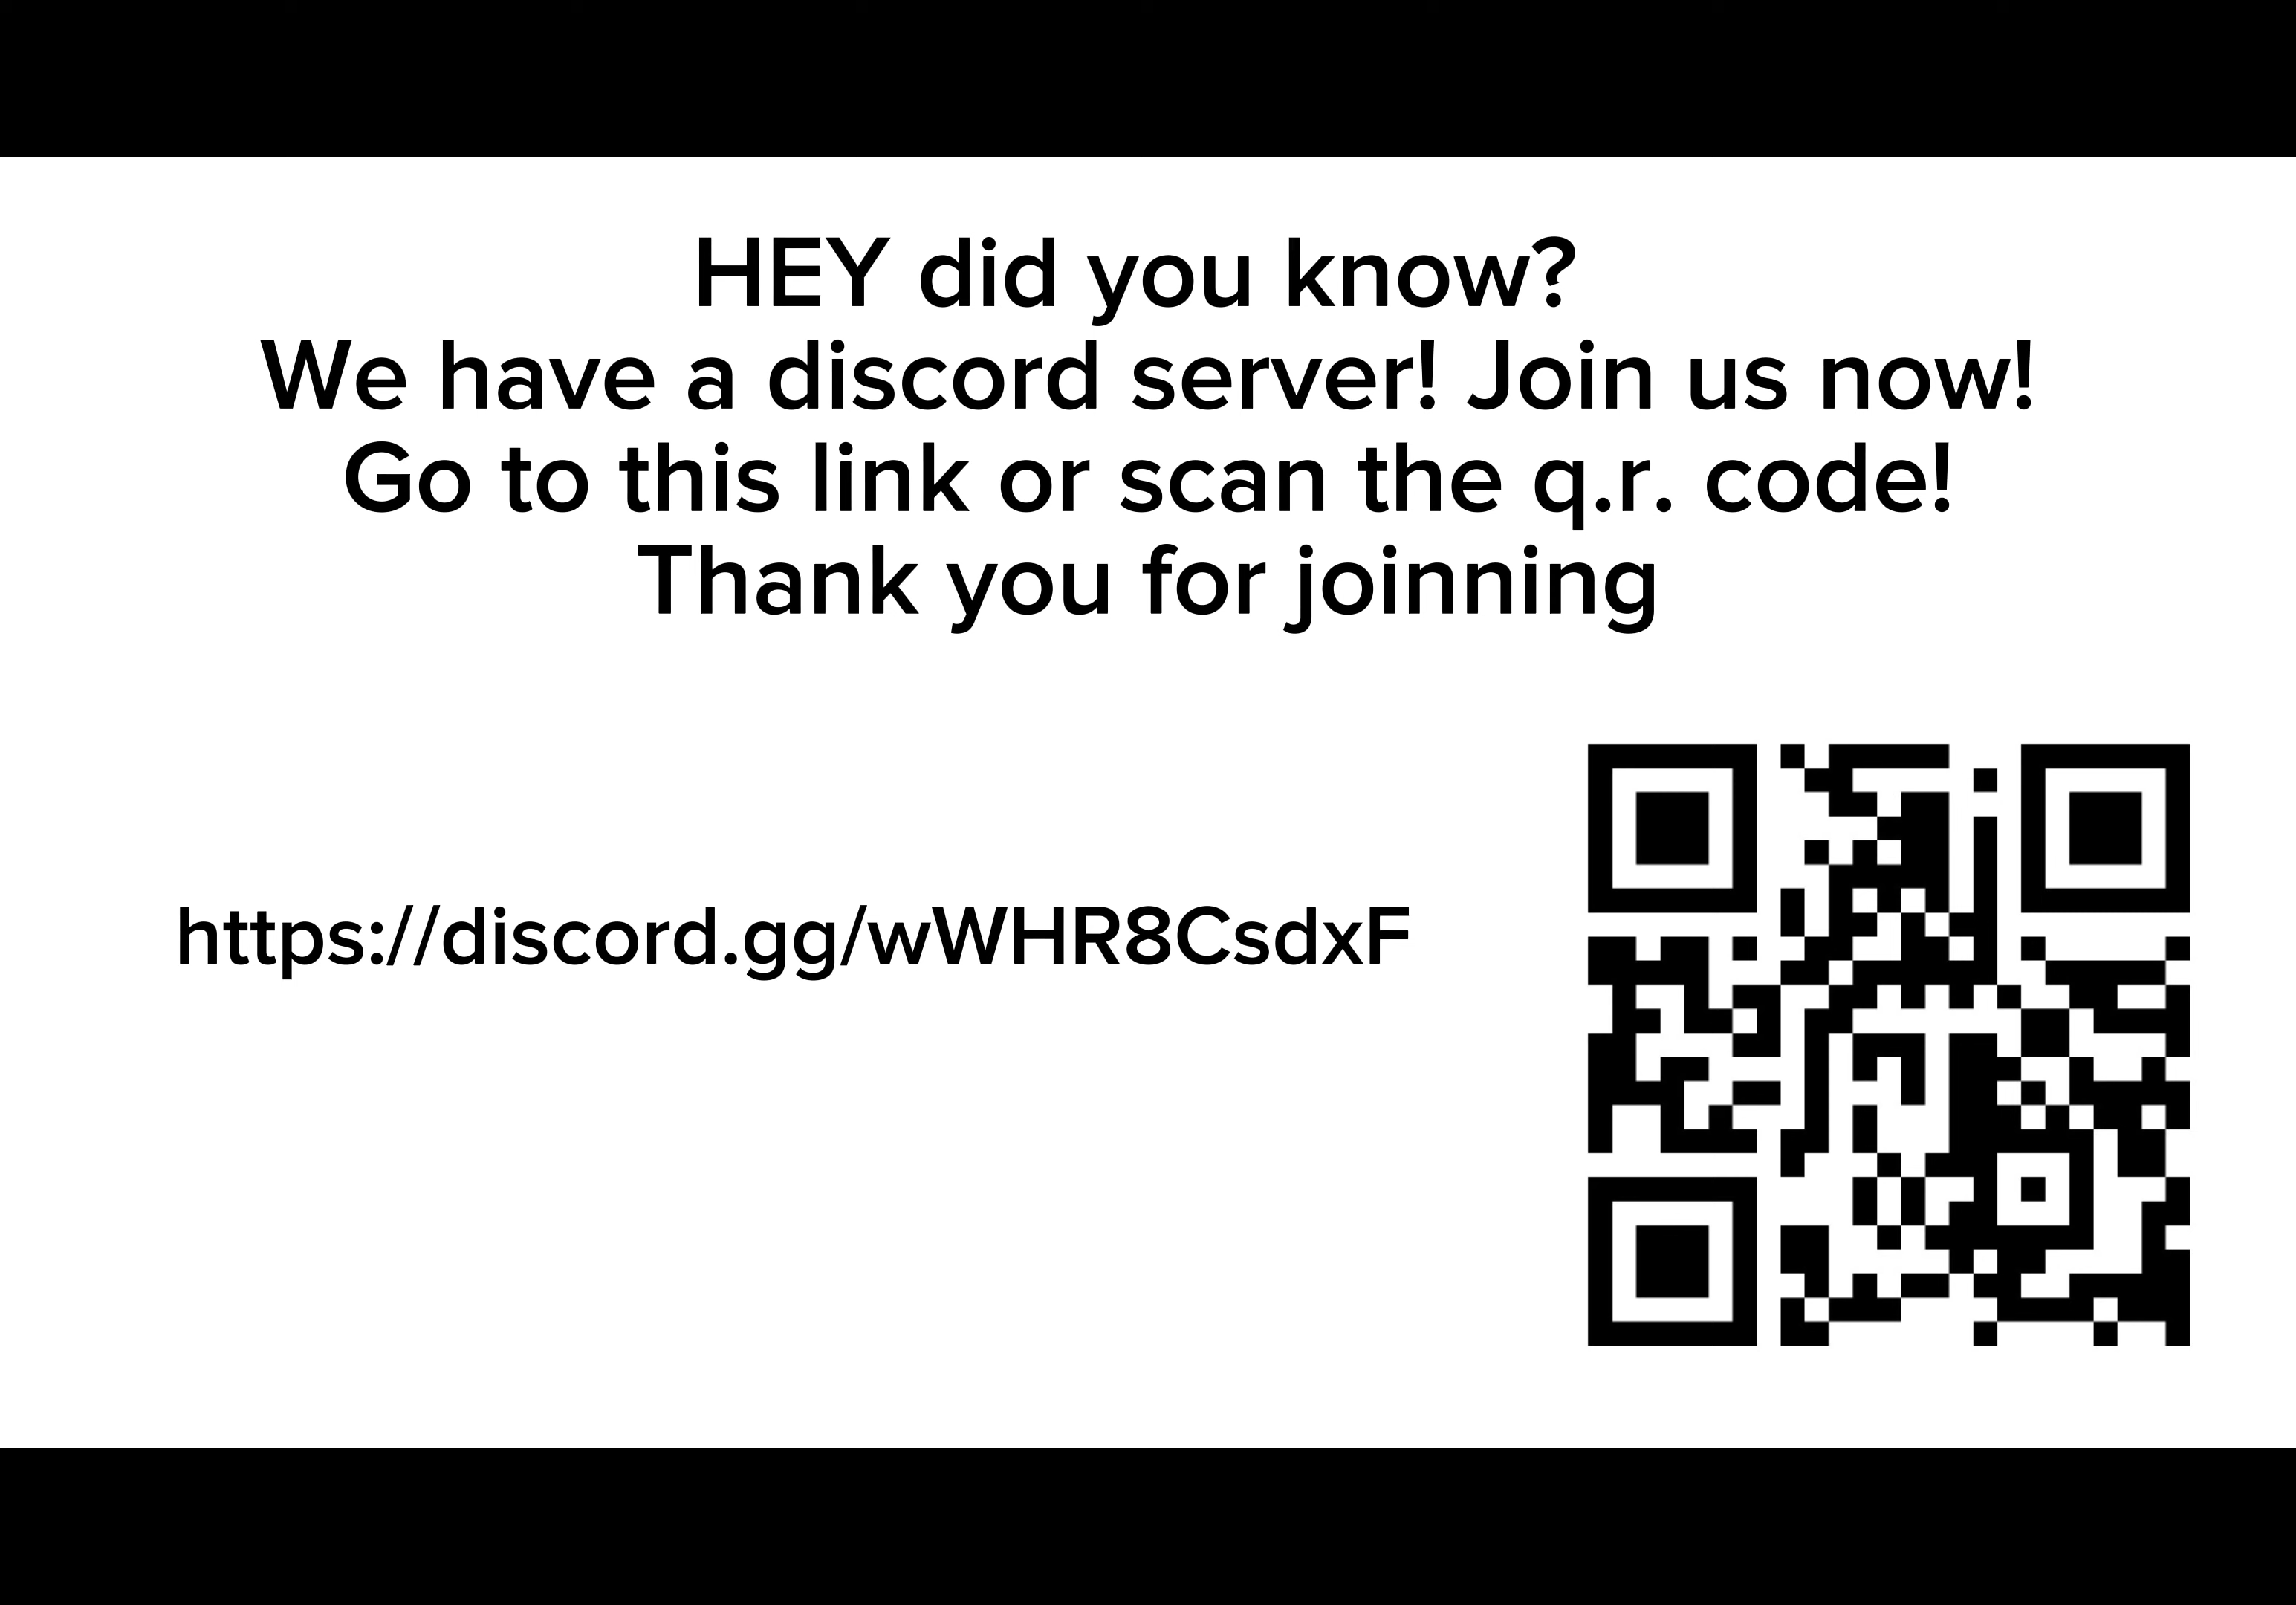 HEY did you know?
We have a discord server! Join us now!
Go to this link or scan the q.r. code!
Thank you for joinning
https://discord.gg/wWHR8CsdxF